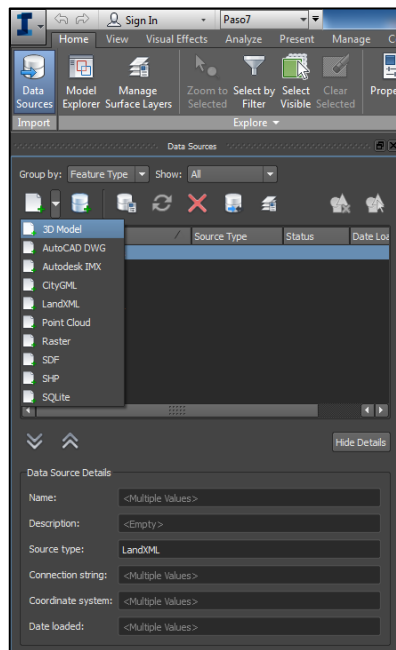 Sign In Paso7
Home View Visual Effects Analyze Present Manage C
Data Sources Model Explorer Manage Surface Layers Zoom to Selected Select by Filter Select Visible Clear Selected Prope
Import Explore
Data Sources
Group by: Feature Type Show: All
3D Model Source Type Status Date Loa
AutoCAD DWG
Autodesk IMX
CityGML
LandXML
Point Cloud
Raster
SDF
SHP
SQLite
Hide Details
Data Source Details
Name: <Multiple Values>
Description: <Empty>
Source type: LandXML
Connection string: <Multiple Values>
Coordinate system: <Multiple Values>
Date loaded: <Multiple Values>